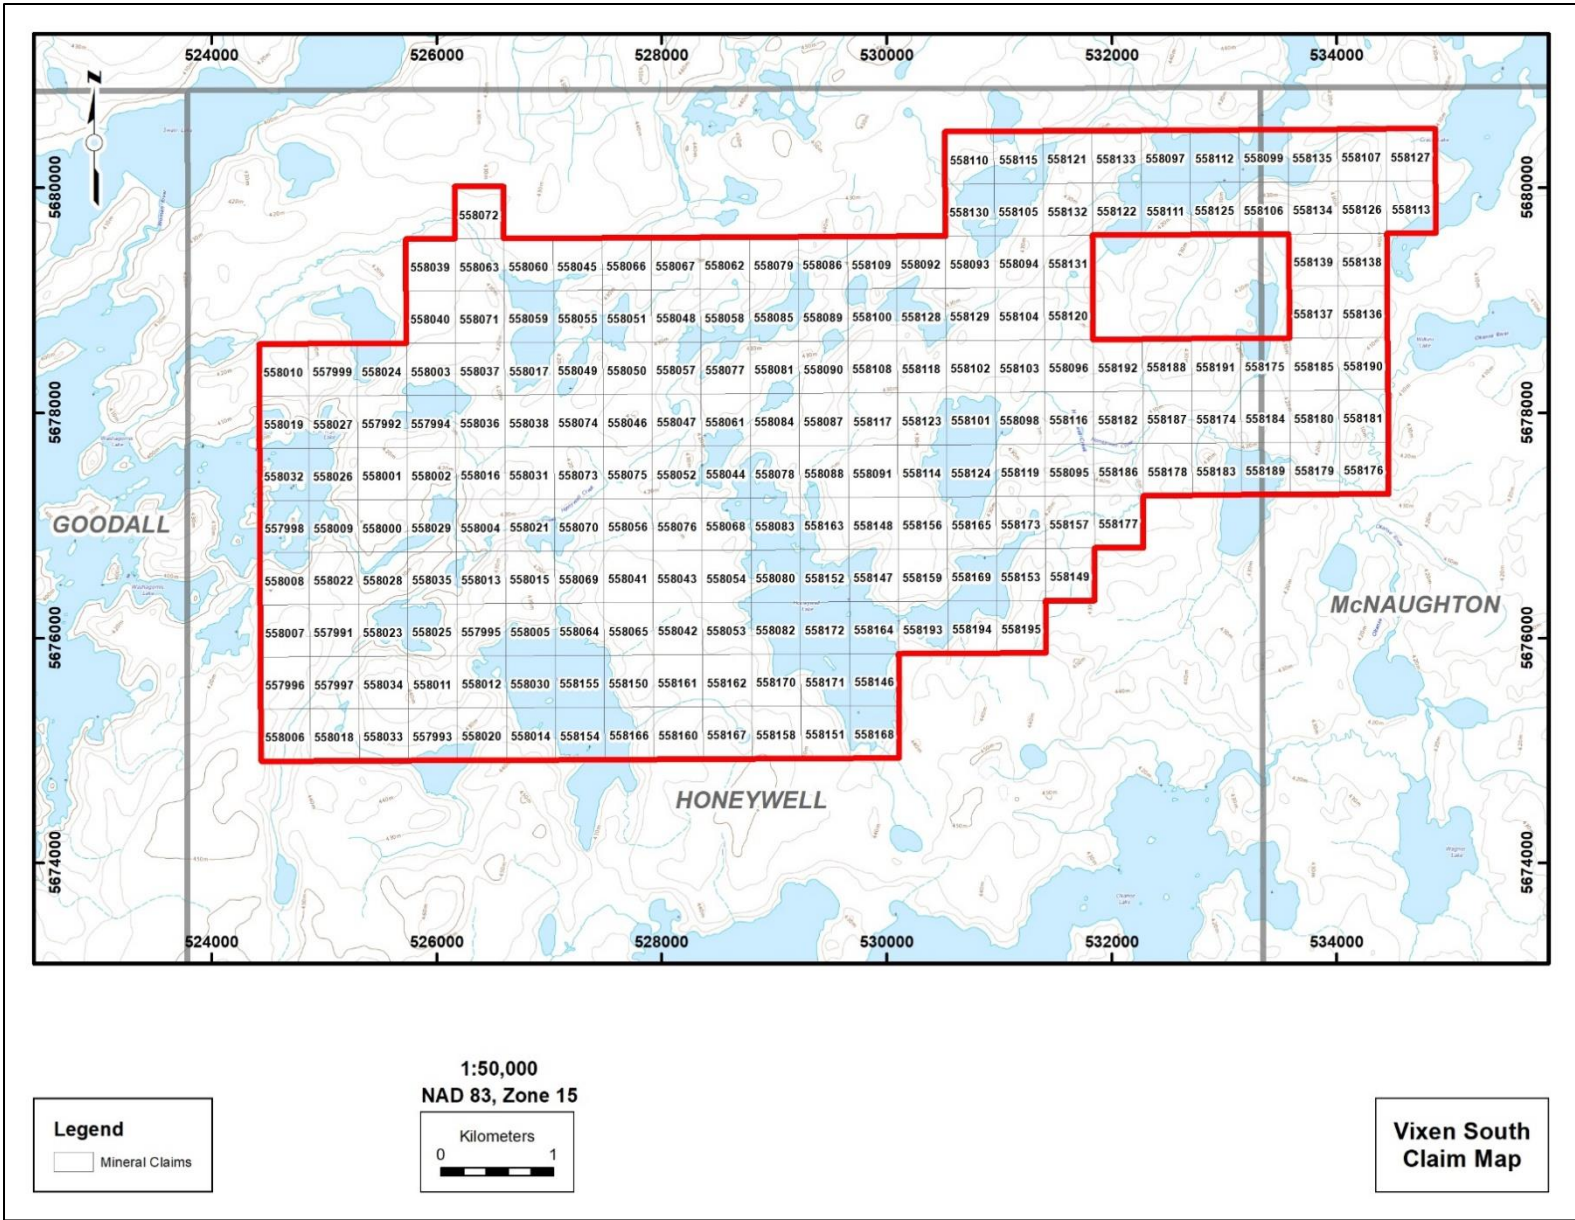 524000 526000 528000 530000 532000 534000
N
5680000 5680000
558110 558115 558121 558133 558097 558112 558099 558135 558107 558127
558072 558130 558105 558132 558122 558111 558125 558106 558134 558126 558113
558039 558063 558060 558045 558066 558067 558062 558079 558086 558109 558092 558093 558094 558131 558139 558138
558040 558071 558059 558055 558051 558048 558058 558085 558089 558100 558128 558129 558104 558120 558137 558136
558010 557999 558024 558003 558037 558017 558049 558050 558057 558077 558081 558090 558108 558118 558102 558103 558096 558192 558188 558191 558175 558185 558190
5678000 5678000
558019 558027 557992 557994 558036 558038 558074 558046 558047 558061 558084 558087 558117 558123 558101 558098 558116 558182 558187 558174 558184 558180 558181
558032 558026 558001 558002 558016 558031 558073 558075 558052 558044 558078 558088 558091 558114 558124 558119 558095 558186 558178 558183 558189 558179 558176
GOODALL
557998 558009 558000 558029 558004 558021 558070 558056 558076 558068 558083 558163 558148 558156 558165 558173 558157 558177
558008 558022 558028 558035 558013 558015 558069 558041 558043 558054 558080 558152 558147 558159 558169 558153 558149
McNAUGHTON
558007 557991 558023 558025 557995 558005 558064 558065 558042 558053 558082 558172 558164 558193 558194 558195
5676000 5676000
557996 557997 558034 558011 558012 558030 558155 558150 558161 558162 558170 558171 558146
558006 558018 558033 557993 558020 558014 558154 558166 558160 558167 558158 558151 558168
HONEYWELL
5674000 5674000
524000 526000 528000 530000 532000 534000
1:50,000
NAD 83, Zone 15
Kilometers
0 1
Legend
Mineral Claims
Vixen South
Claim Map